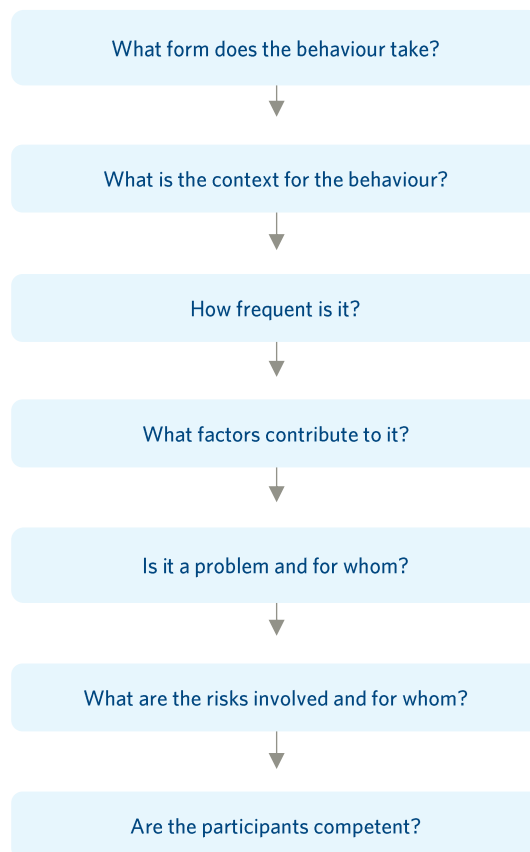 What form does the behaviour take?
What is the context for the behaviour?
How frequent is it?
What factors contribute to it?
Is it a problem and for whom?
What are the risks involved and for whom?
Are the participants competent?